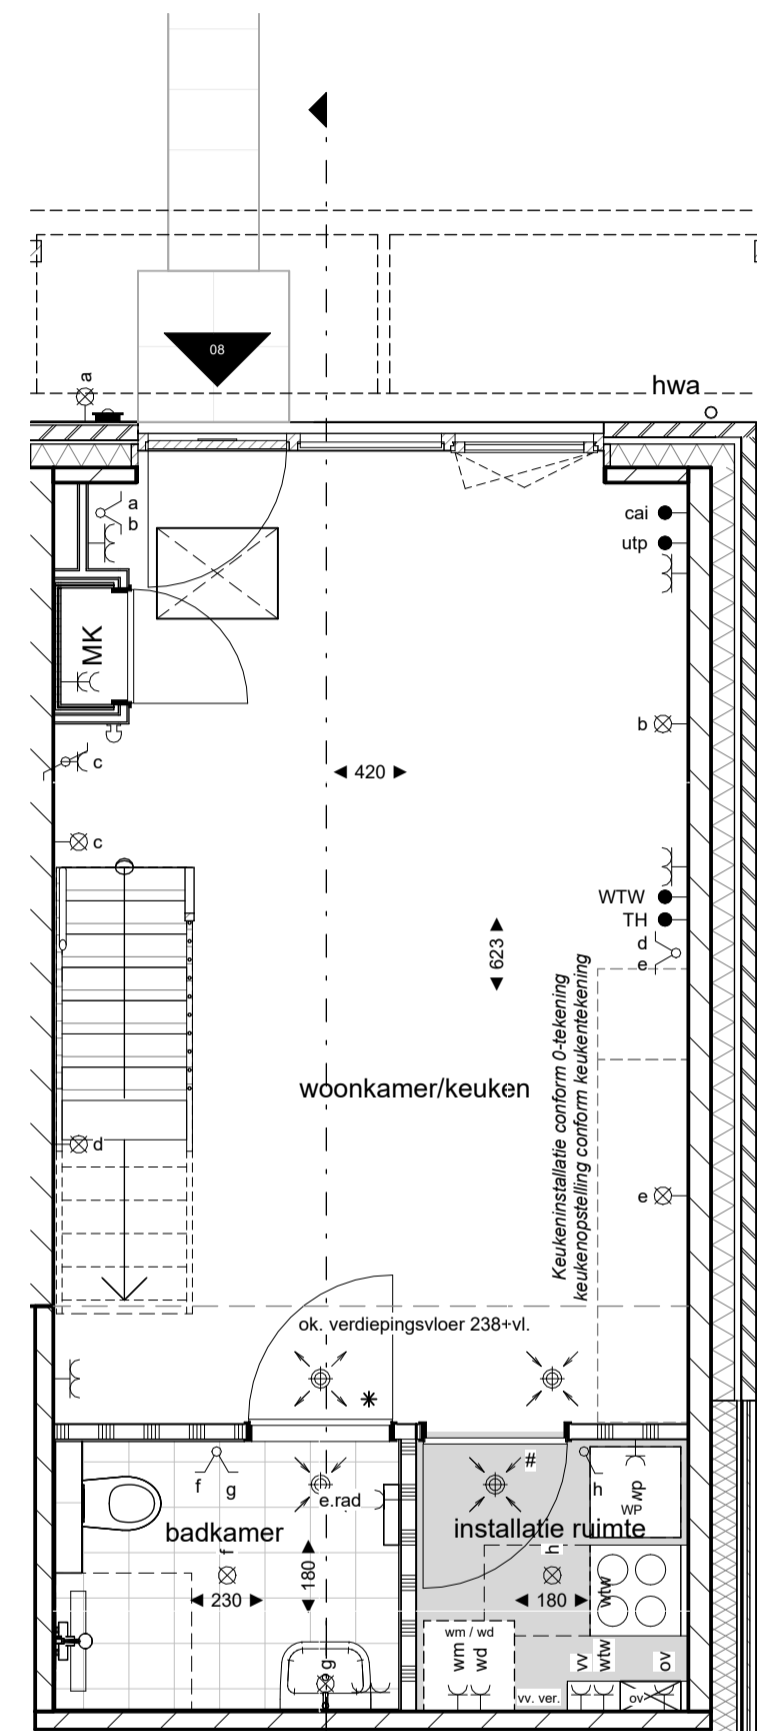 08
a
hwa
a
b
cai
utp
MK
b
c
420
c
WTW
TH
d
e
623
Keukeninstallatie conform 0-tekening
keukenopstelling conform keukentekening
woonkamer/keuken
d
e
ok. verdiepingsvloer 238+vl.
*
f g
#
h
wp
WP
e.rad
badkamer
installatie ruimte
f
h
180
230
180
wtw
wm / wd
wm
wd
vv
wtw
ov
g
vv. ver.
ov